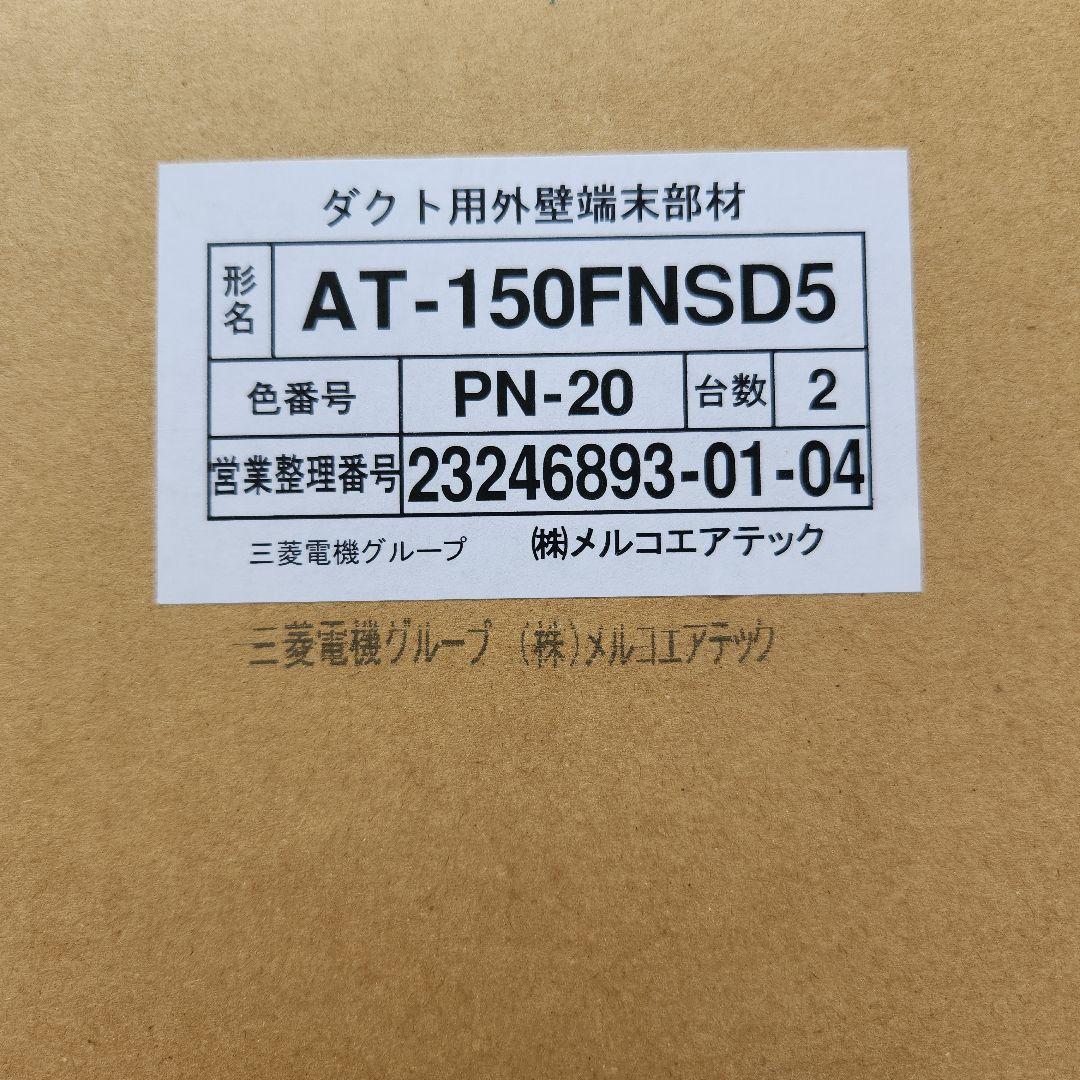 ダクト用外壁端末部材
形名 AT-150FNSD5
色番号 PN-20 台数 2
営業整理番号 23246893-01-04
三菱電機グループ ㈱メルコエアテック
三菱電機グループ (株)メルコエアテック